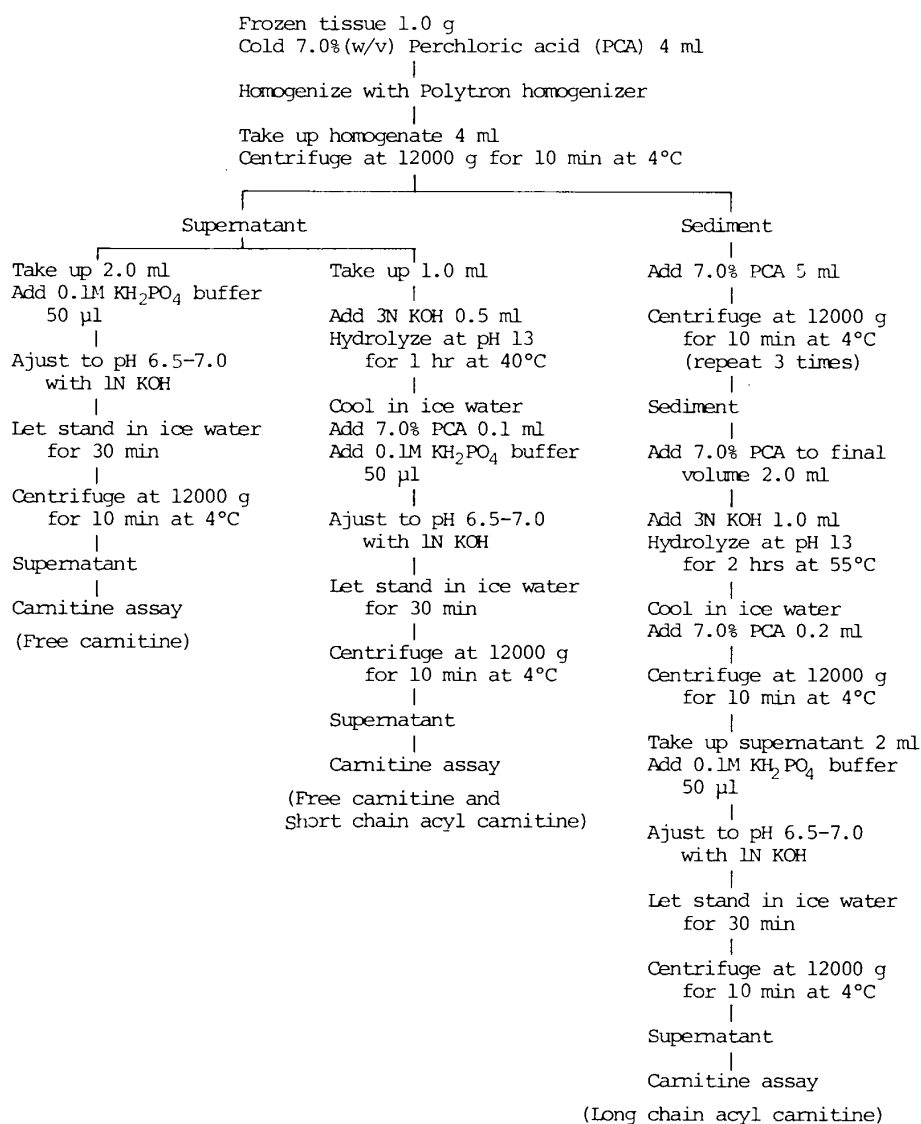 Frozen tissue 1.0 g
Cold 7.0%(w/v) Perchloric acid (PCA) 4 ml
Homogenize with Polytron homogenizer
Take up homogenate 4 ml
Centrifuge at 12000 g for 10 min at 4°C
Supernatant
Take up 2.0 ml
Add 0.1M KH₂PO₄ buffer
50 µl
Ajust to pH 6.5-7.0
with 1N KOH
Let stand in ice water
for 30 min
Centrifuge at 12000 g
for 10 min at 4°C
Supernatant
Carnitine assay
(Free carnitine)
Take up 1.0 ml
Add 3N KOH 0.5 ml
Hydrolyze at pH 13
for 1 hr at 40°C
Cool in ice water
Add 7.0% PCA 0.1 ml
Add 0.1M KH₂PO₄ buffer
50 µl
Ajust to pH 6.5-7.0
with 1N KOH
Let stand in ice water
for 30 min
Centrifuge at 12000 g
for 10 min at 4°C
Supernatant
Carnitine assay
(Free carnitine and
Short chain acyl carnitine)
Sediment
Add 7.0% PCA 5 ml
Centrifuge at 12000 g
for 10 min at 4°C
(repeat 3 times)
Sediment
Add 7.0% PCA to final
volume 2.0 ml
Add 3N KOH 1.0 ml
Hydrolyze at pH 13
for 2 hrs at 55°C
Cool in ice water
Add 7.0% PCA 0.2 ml
Centrifuge at 12000 g
for 10 min at 4°C
Take up supernatant 2 ml
Add 0.1M KH₂PO₄ buffer
50 µl
Ajust to pH 6.5-7.0
with 1N KOH
Let stand in ice water
for 30 min
Centrifuge at 12000 g
for 10 min at 4°C
Supernatant
Carnitine assay
(Long chain acyl carnitine)